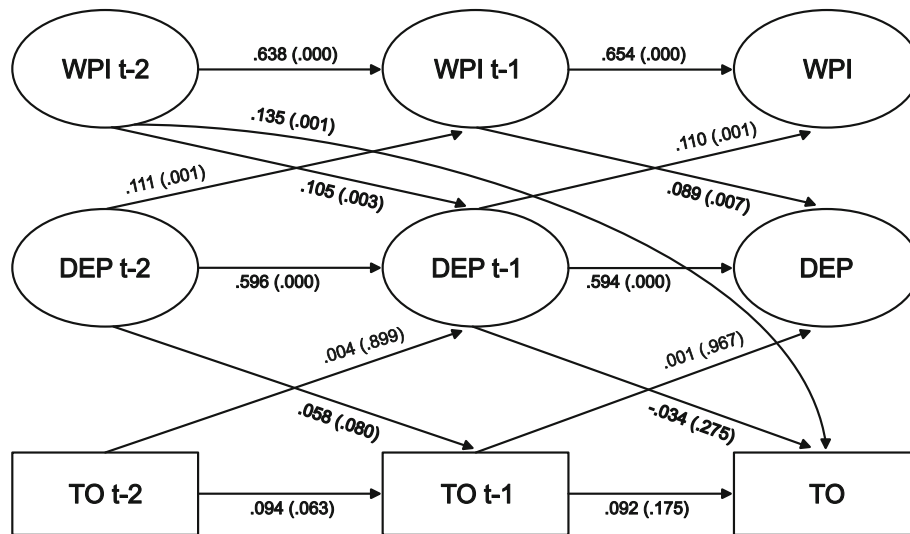 WPI t-2
.638 (.000)
WPI t-1
.654 (.000)
WPI
.135 (.001)
.110 (.001)
.111 (.001)
.105 (.003)
.089 (.007)
DEP t-2
.596 (.000)
DEP t-1
.594 (.000)
DEP
.004 (.899)
.001 (.967)
.058 (.080)
-.034 (.275)
TO t-2
.094 (.063)
TO t-1
.092 (.175)
TO